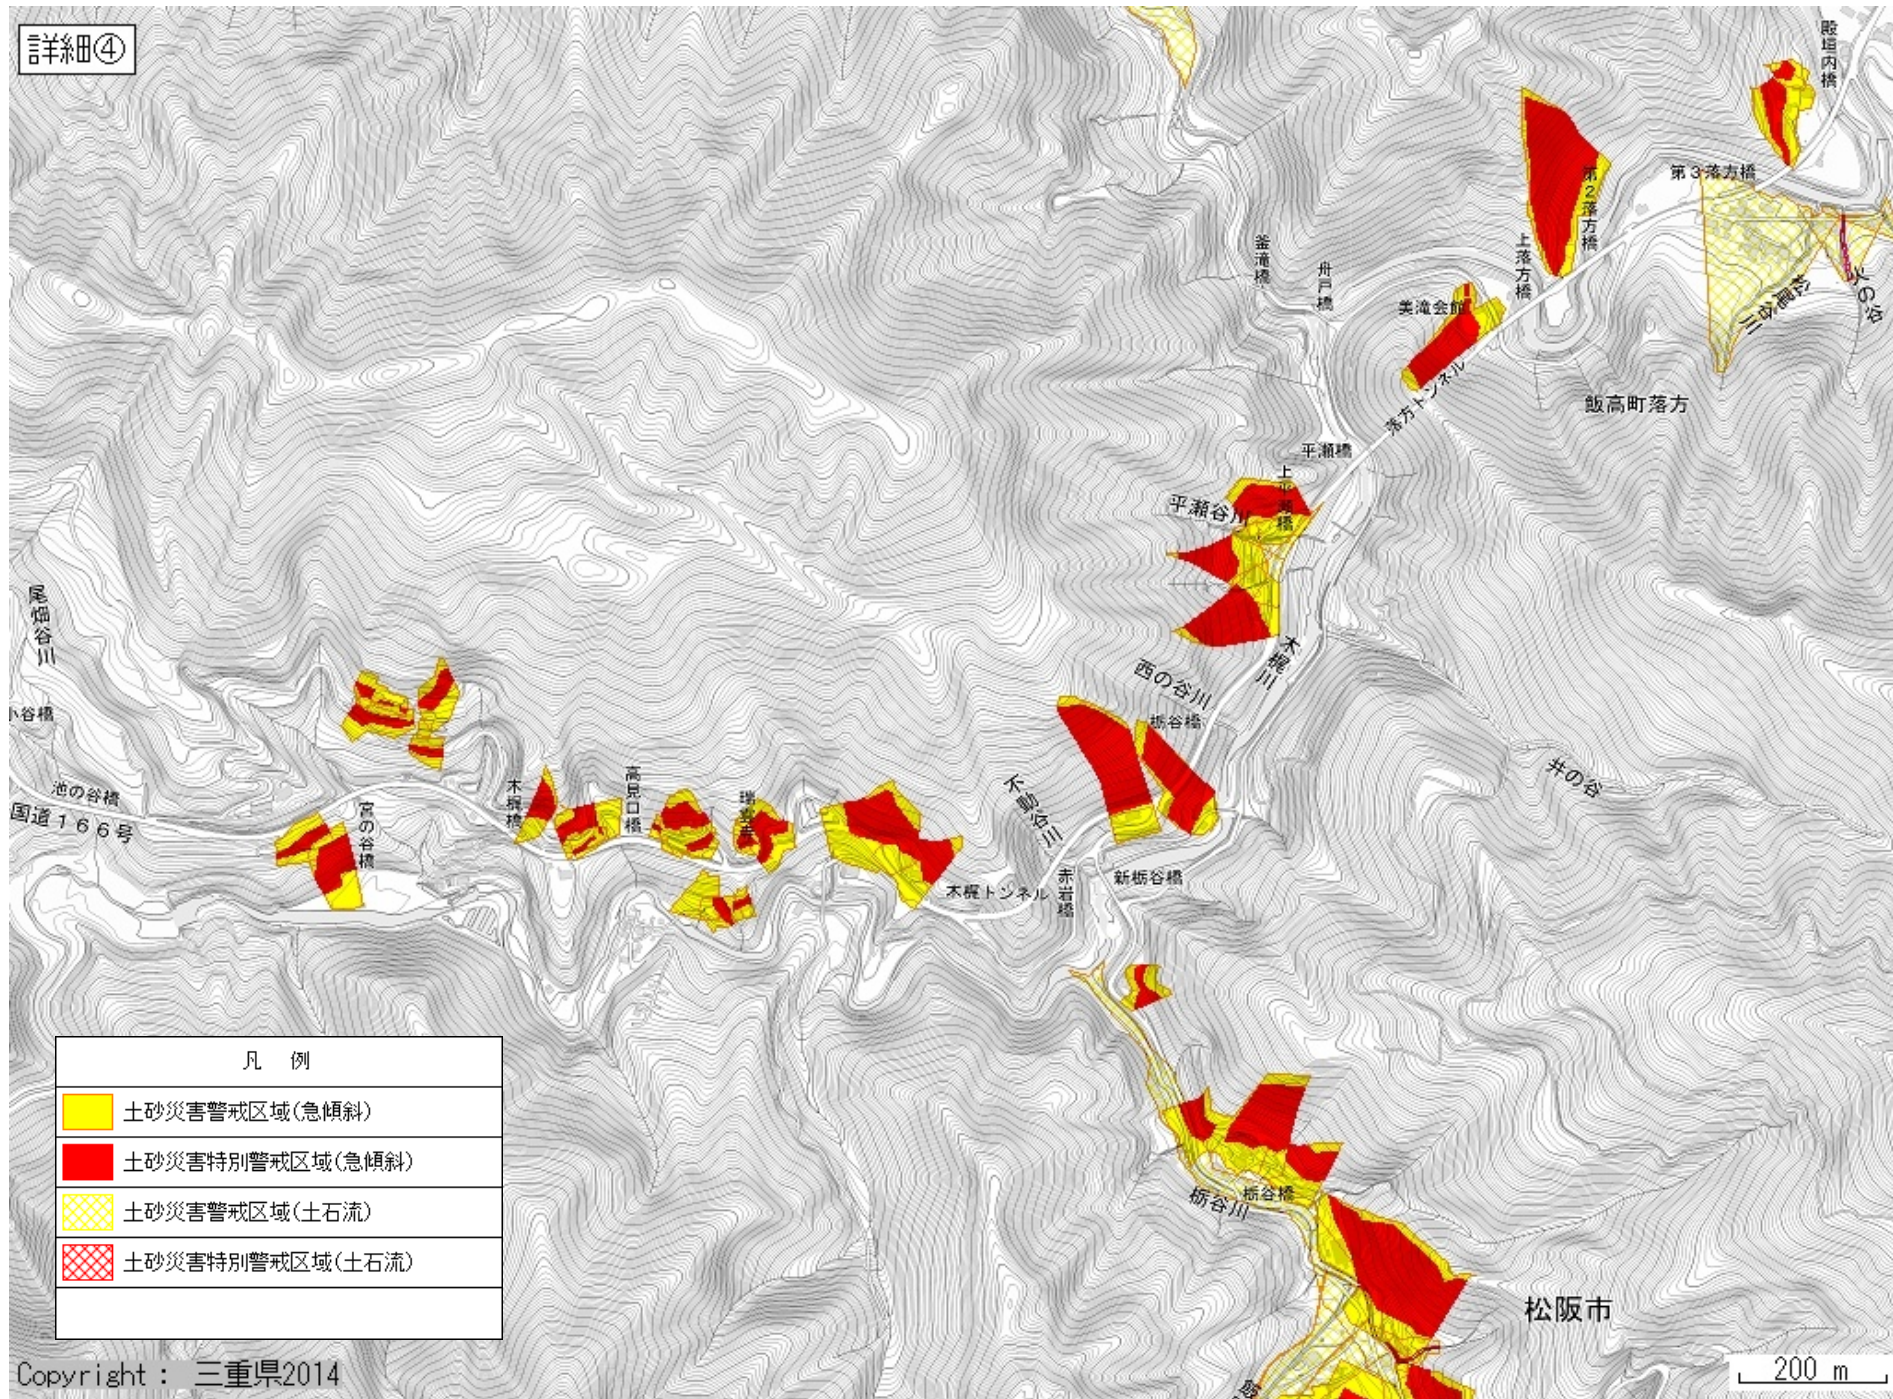 詳細④
殿垣内橋
第３落方橋
第２落方橋
上落方橋
釜滝橋
舟戸橋
美滝会館
松尾谷川
落方トンネル
飯高町落方
平瀬橋
上平瀬橋
平瀬谷川
尾畑谷川
木梶川
西の谷川
栃谷橋
小谷橋
井の谷
池の谷橋
国道１６６号
宮の谷橋
木梶橋
高見口橋
不動谷川
木梶トンネル
赤岩橋
新栃谷橋
栃谷橋
栃谷川
松阪市
凡 例
土砂災害警戒区域(急傾斜)
土砂災害特別警戒区域(急傾斜)
土砂災害警戒区域(土石流)
土砂災害特別警戒区域(土石流)
Copyright： 三重県2014
200 m